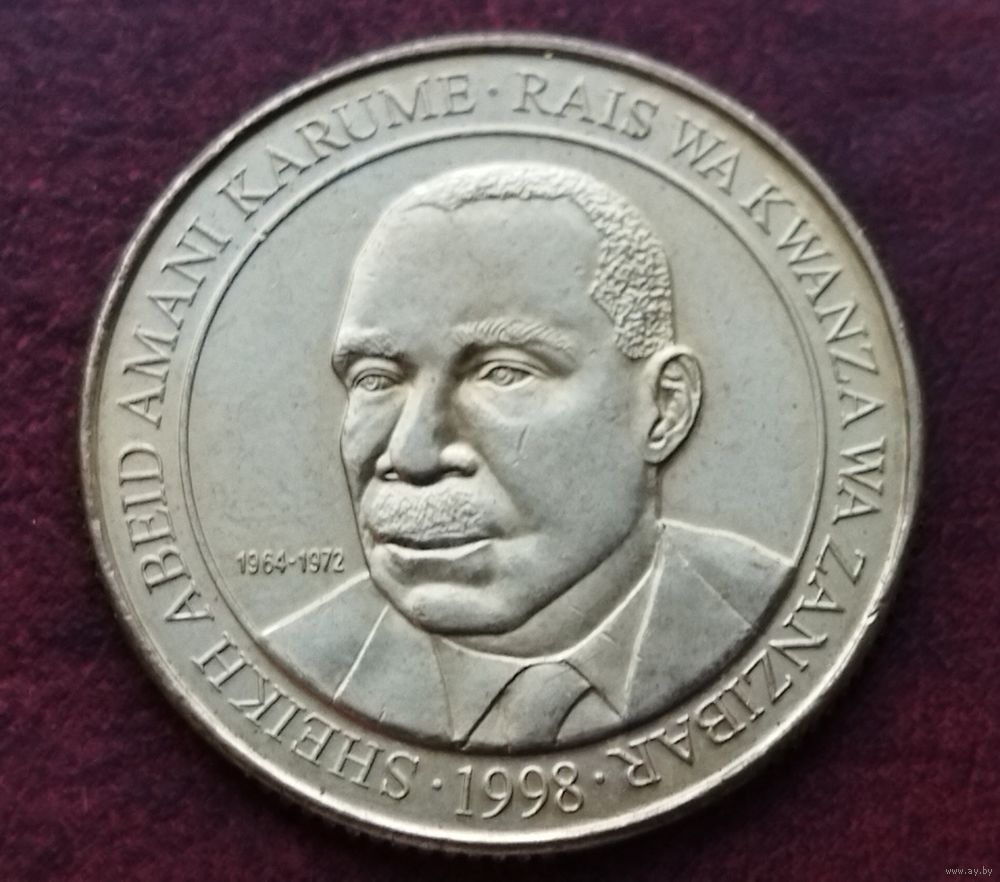 SHEIKH ABEID AMANI KARUME · RAIS WA KWANZA WA ZANZIBAR
· 1998 ·
1964-1972
www.ay.by